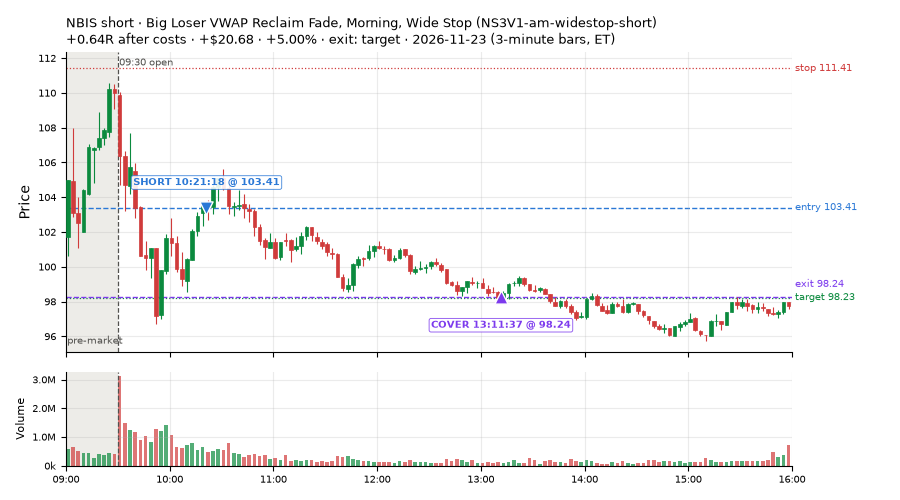 NBIS short · Big Loser VWAP Reclaim Fade, Morning, Wide Stop (NS3V1-am-widestop-short)
+0.64R after costs · +$20.68 · +5.00% · exit: target · 2026-11-23 (3-minute bars, ET)
09:30 open
stop 111.41
SHORT 10:21:18 @ 103.41
entry 103.41
exit 98.24
target 98.23
COVER 13:11:37 @ 98.24
pre-market
Price
112
110
108
106
104
102
100
98
96
Volume
3.0M
2.0M
1.0M
0k
09:00
10:00
11:00
12:00
13:00
14:00
15:00
16:00